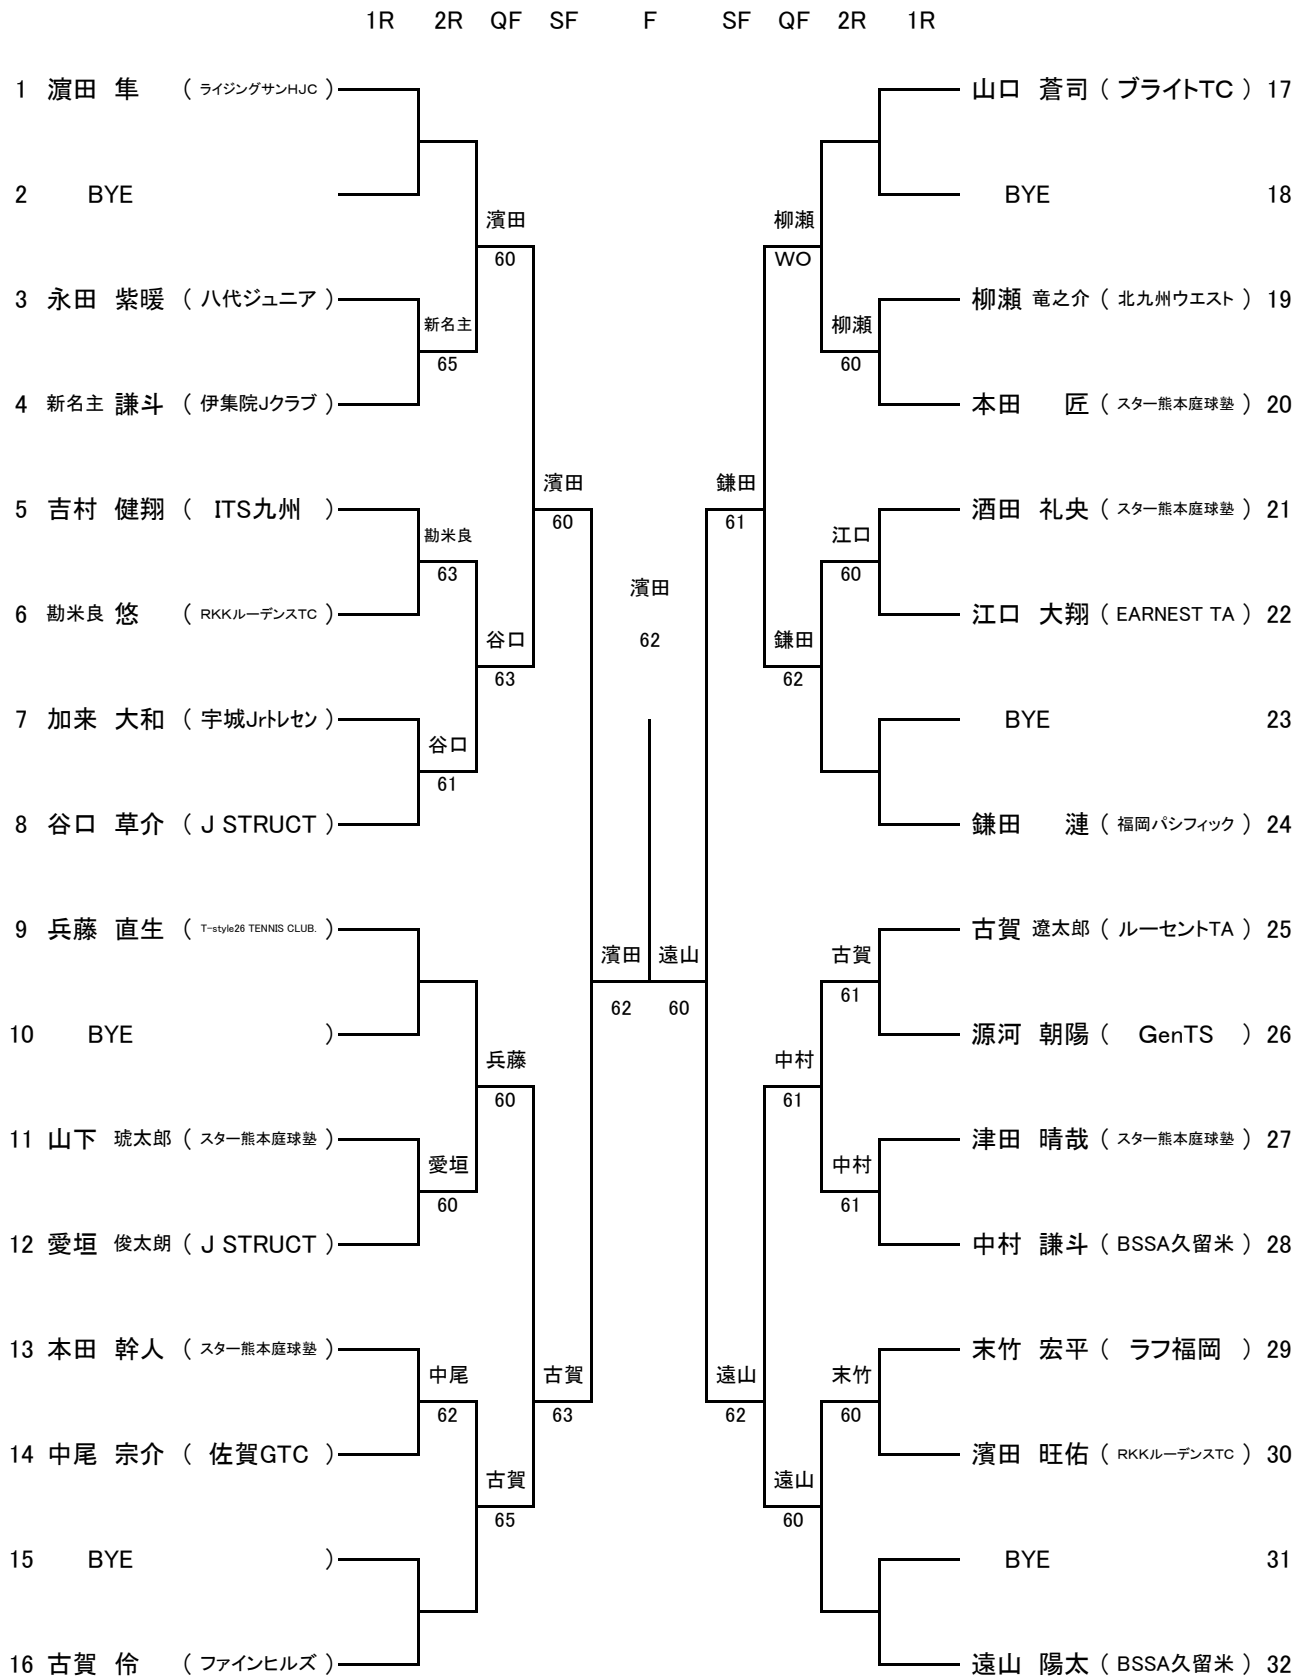 1R 2R QF SF F SF QF 2R 1R
1 濵田 隼 ( ライジングサンHJC )
2 BYE
濵田
60
3 永田 紫暖 ( 八代ジュニア )
新名主
65
4 新名主 謙斗 ( 伊集院Jクラブ )
濵田
60
5 吉村 健翔 ( ITS九州 )
勘米良
63
6 勘米良 悠 ( RKKルーデンスTC )
谷口
63
7 加来 大和 ( 宇城Jrトレセン )
谷口
61
8 谷口 草介 ( J STRUCT )
9 兵藤 直生 ( T-style26 TENNIS CLUB. )
10 BYE )
兵藤
60
11 山下 琥太郎 ( スター熊本庭球塾 )
愛垣
60
12 愛垣 俊太朗 ( J STRUCT )
13 本田 幹人 ( スター熊本庭球塾 )
中尾
62
古賀
63
14 中尾 宗介 ( 佐賀GTC )
古賀
65
15 BYE )
16 古賀 伶 ( ファインヒルズ )
濵田
62
濵田 遠山
62 60
山口 蒼司 ( ブライトTC ) 17
BYE 18
柳瀬
WO
柳瀬 竜之介 ( 北九州ウエスト ) 19
柳瀬
60
本田 匠 ( スター熊本庭球塾 ) 20
鎌田
61
酒田 礼央 ( スター熊本庭球塾 ) 21
江口
60
江口 大翔 ( EARNEST TA ) 22
鎌田
62
BYE 23
鎌田 漣 ( 福岡パシフィック ) 24
古賀 遼太郎 ( ルーセントTA ) 25
古賀
61
源河 朝陽 ( GenTS ) 26
中村
61
津田 晴哉 ( スター熊本庭球塾 ) 27
中村
61
中村 謙斗 ( BSSA久留米 ) 28
末竹 宏平 ( ラフ福岡 ) 29
遠山
62
末竹
60
濵田 旺佑 ( RKKルーデンスTC ) 30
遠山
60
BYE 31
遠山 陽太 ( BSSA久留米 ) 32